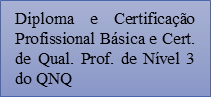 Diploma e Certificação
Profissional Básica e Cert.
de Qual. Prof. de Nível 3
do QNQ